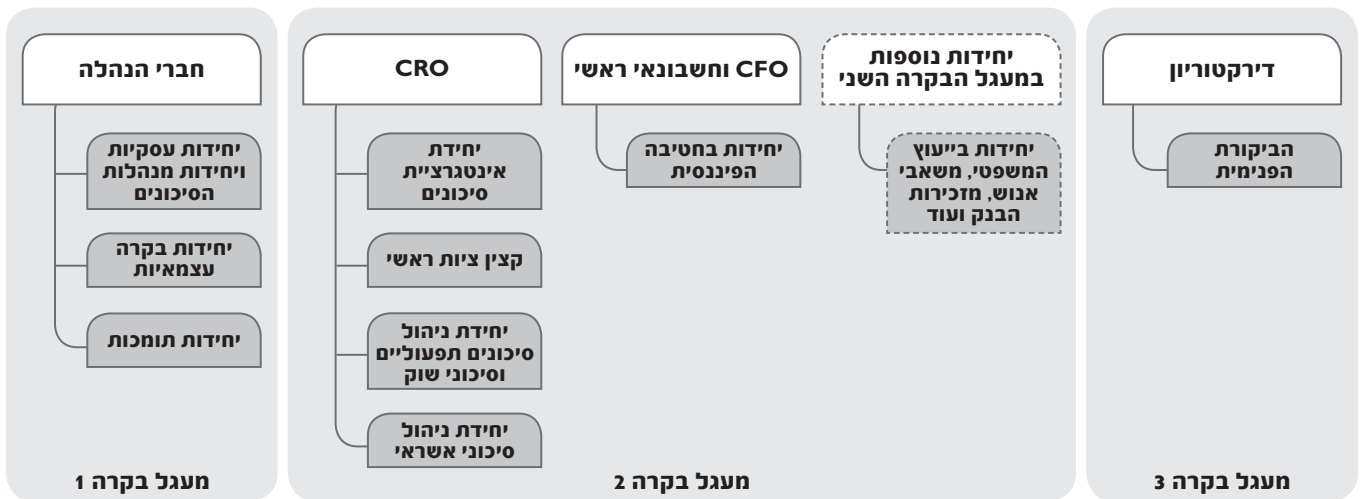 חברי הנהלה
יחידות עסקיות
ויחידות מנהלות
הסיכונים
יחידות בקרה
עצמאיות
יחידות תומכות
מעגל בקרה 1
CRO
יחידת
אינטגרציית
סיכונים
קצין ציות ראשי
יחידת ניהול
סיכונים תפעוליים
וסיכוני שוק
יחידת ניהול
סיכוני אשראי
CFO וחשבונאי ראשי
יחידות בחטיבה
הפיננסית
יחידות נוספות
במעגל הבקרה השני
יחידות בייעוץ
המשפטי, משאבי
אנוש, מזכירות
הבנק ועוד
מעגל בקרה 2
דירקטוריון
הביקורת
הפנימית
מעגל בקרה 3